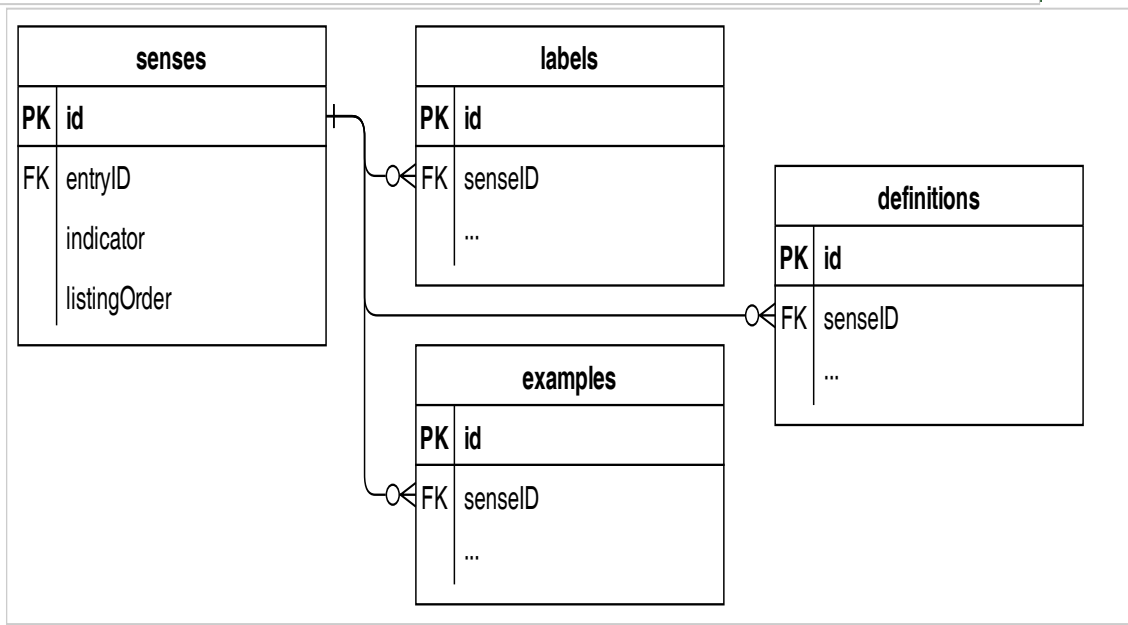 senses
PK id
FK entryID
indicator
listingOrder
labels
PK id
FK senseID
...
definitions
PK id
FK senseID
...
examples
PK id
FK senseID
...